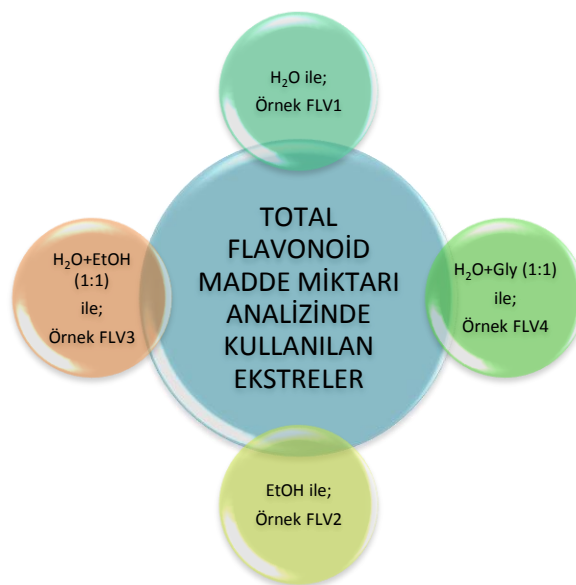 H₂O ile;
Örnek FLV1
TOTAL
FLAVONOİD
MADDE MİKTARI
ANALİZİNDE
KULLANILAN
EKSTRELER
H₂O+EtOH
(1:1)
ile;
Örnek FLV3
H₂O+Gly (1:1)
ile;
Örnek FLV4
EtOH ile;
Örnek FLV2